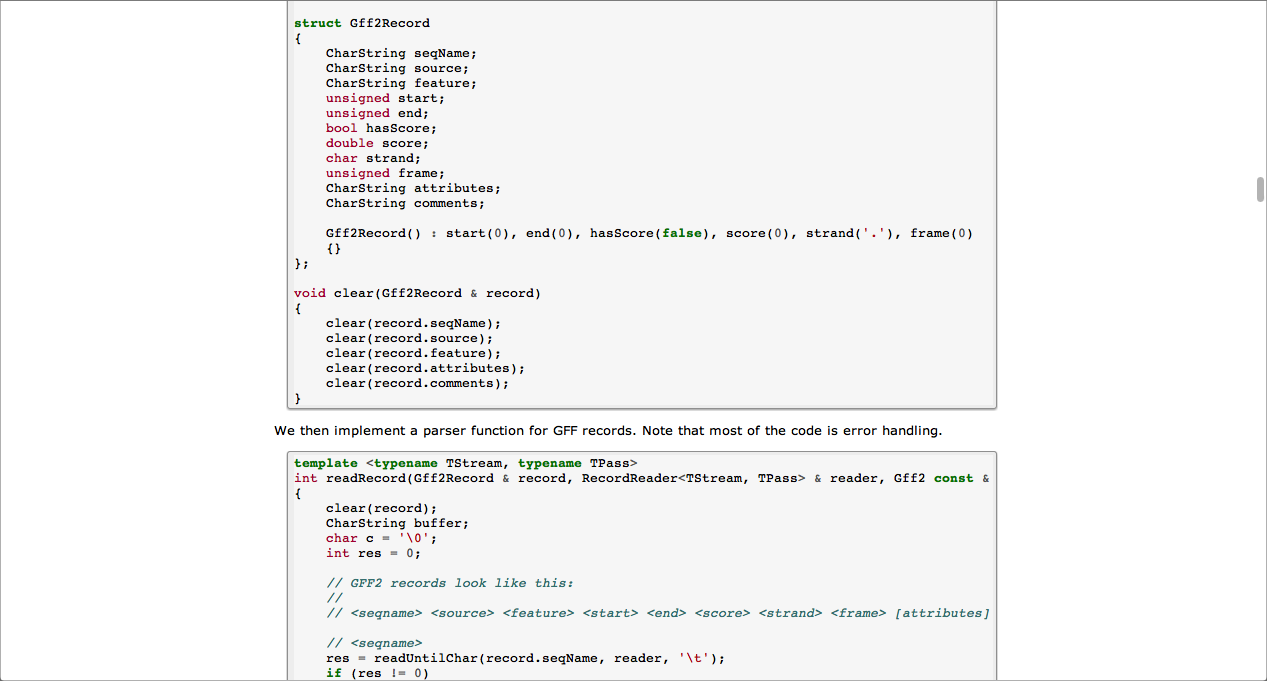 struct Gff2Record
{
    CharString seqName;
    CharString source;
    CharString feature;
    unsigned start;
    unsigned end;
    bool hasScore;
    double score;
    char strand;
    unsigned frame;
    CharString attributes;
    CharString comments;
    Gff2Record() : start(0), end(0), hasScore(false), score(0), strand('.'), frame(0)
    {}
};
void clear(Gff2Record & record)
{
    clear(record.seqName);
    clear(record.source);
    clear(record.feature);
    clear(record.attributes);
    clear(record.comments);
}
We then implement a parser function for GFF records. Note that most of the code is error handling.
template <typename TStream, typename TPass>
int readRecord(Gff2Record & record, RecordReader<TStream, TPass> & reader, Gff2 const &
{
    clear(record);
    CharString buffer;
    char c = '\0';
    int res = 0;
    // GFF2 records look like this:
    //
    // <seqname> <source> <feature> <start> <end> <score> <strand> <frame> [attributes]
    // <seqname>
    res = readUntilChar(record.seqName, reader, '\t');
    if (res != 0)